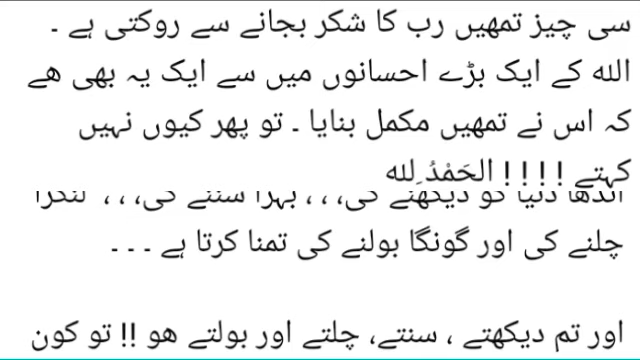 سی چیز تمھیں رب کا شکر بجانے سے روکتی ہے ۔
اللہ کے ایک بڑے احسانوں میں سے ایک یہ بھی ھے
کہ اس نے تمھیں مکمل بنایا ۔ تو پھر کیوں نہیں
کہتے ! ! ! ! الحَمْدُ ِلله
اندھا دنیا کو دیکھنے کی، ، ، بہرا سننے کی، ، ، لنگڑا
چلنے کی اور گونگا بولنے کی تمنا کرتا ہے ۔ ۔ ۔
اور تم دیکھتے ، سنتے، چلتے اور بولتے ھو !! تو کون